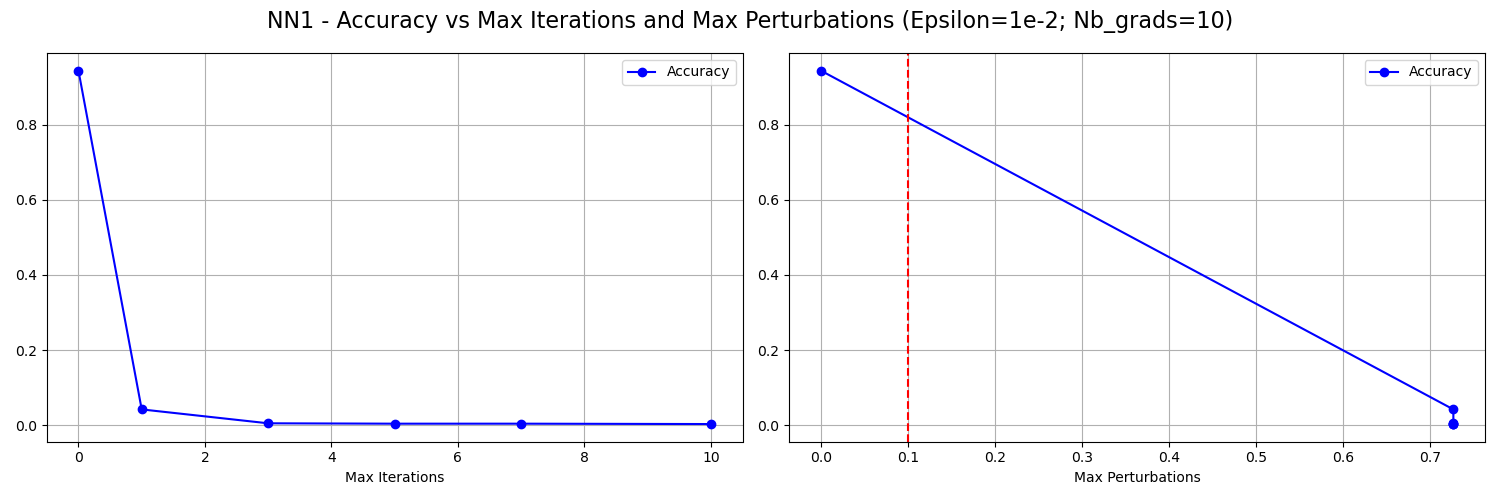 NN1 - Accuracy vs Max Iterations and Max Perturbations (Epsilon=1e-2; Nb_grads=10)
Accuracy
0.8
0.6
0.4
0.2
0.0
0 2 4 6 8 10
Max Iterations
Accuracy
0.8
0.6
0.4
0.2
0.0
0.0 0.1 0.2 0.3 0.4 0.5 0.6 0.7
Max Perturbations